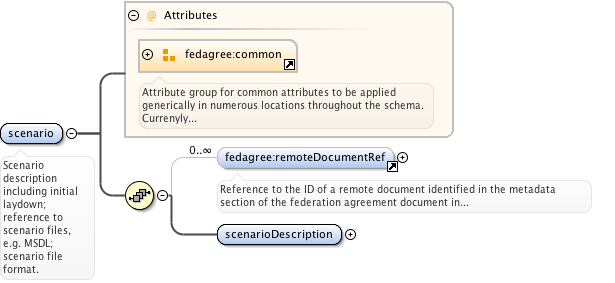 @ Attributes
fedagree:common
Attribute group for common attributes to be applied
generically in numerous locations throughout the schema.
Currenyly...
scenario
Scenario
description
including initial
laydown;
reference to
scenario files,
e.g. MSDL;
scenario file
format.
0..∞
fedagree:remoteDocumentRef
Reference to the ID of a remote document identified in the metadata
section of the federation agreement document in...
scenarioDescription